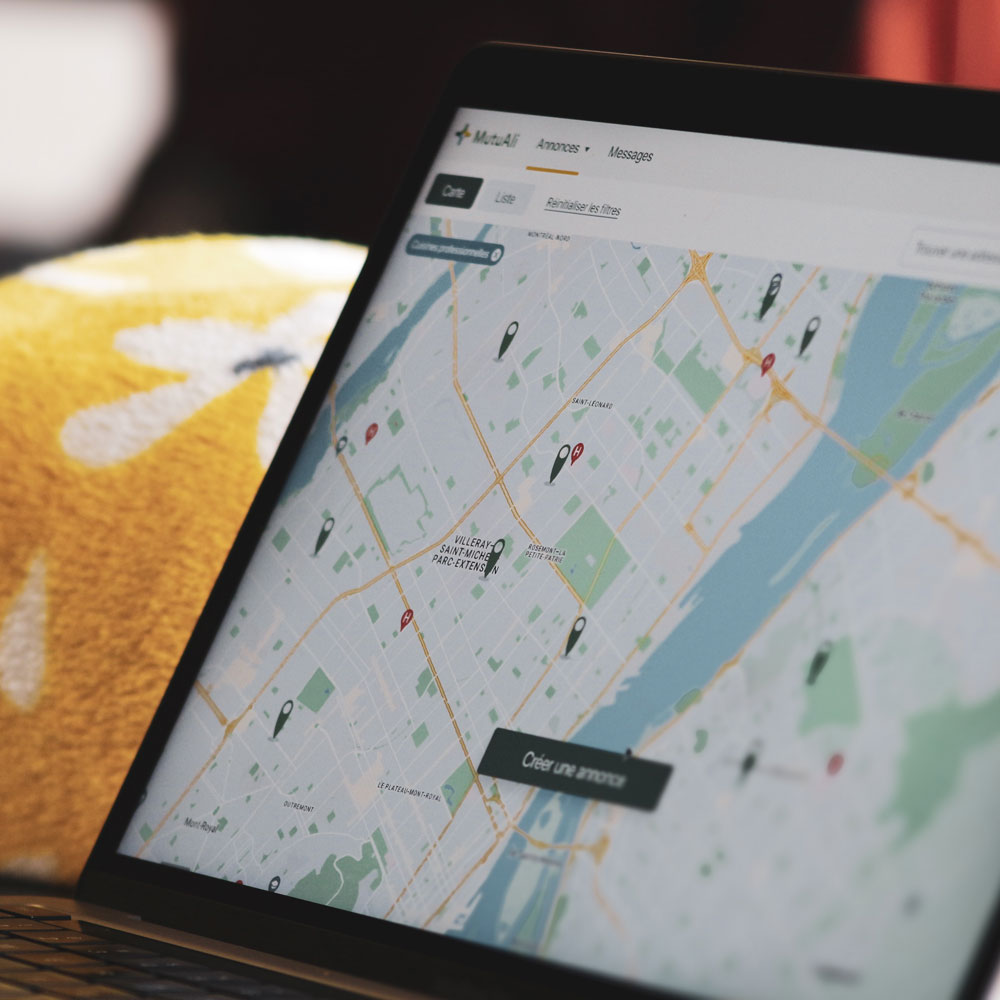 MutuAli
Annonces
Messages
Carte
Liste
Réinitialiser les filtres
Trouver une adresse
Cuisines professionnelles
MONTRÉAL-NORD
SAINT-LÉONARD
VILLERAY–
SAINT-MICHEL–
PARC-EXTENSION
ROSEMONT–LA
PETITE-PATRIE
Créer une annonce
LE PLATEAU-MONT-ROYAL
OUTREMONT
Mont-Royal
H
H
H